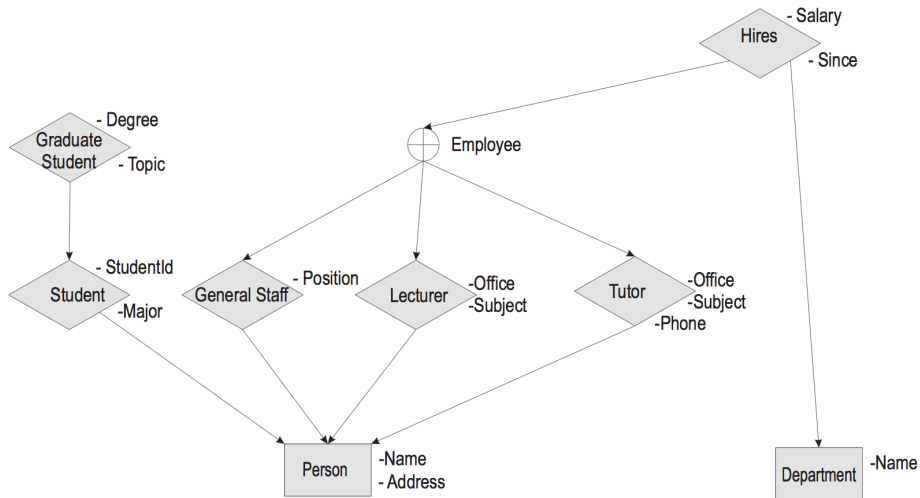 - Salary
Hires
- Since
- Degree
Graduate
Student
- Topic
Employee
- StudentId
Student
-Major
General Staff
- Position
Lecturer
-Office
-Subject
Tutor
-Office
-Subject
-Phone
Person
-Name
- Address
Department
-Name